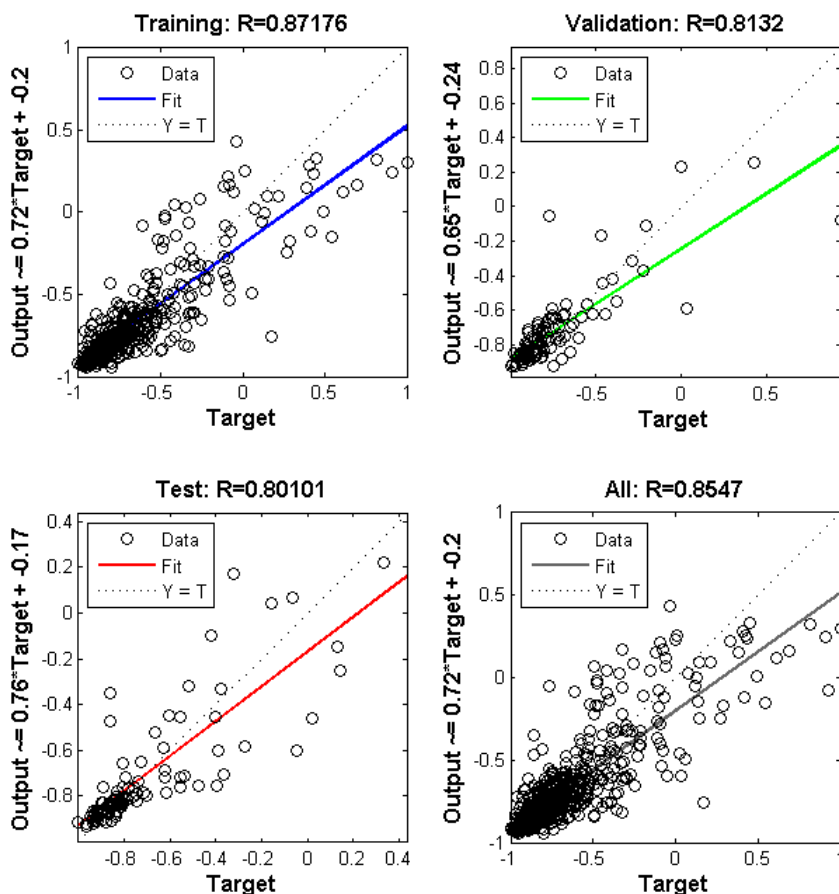 Training: R=0.87176
Output ~= 0.72*Target + -0.2
1
0.5
0
-0.5
-1
Data
Fit
Y = T
-1
-0.5
0
0.5
1
Target
Validation: R=0.8132
Output ~= 0.65*Target + -0.24
0.8
0.6
0.4
0.2
0
-0.2
-0.4
-0.6
-0.8
Data
Fit
Y = T
-0.5
0
0.5
Target
Test: R=0.80101
Output ~= 0.76*Target + -0.17
0.4
0.2
0
-0.2
-0.4
-0.6
-0.8
Data
Fit
Y = T
-0.8
-0.6
-0.4
-0.2
0
0.2
0.4
Target
All: R=0.8547
Output ~= 0.72*Target + -0.2
1
0.5
0
-0.5
-1
Data
Fit
Y = T
-1
-0.5
0
0.5
1
Target